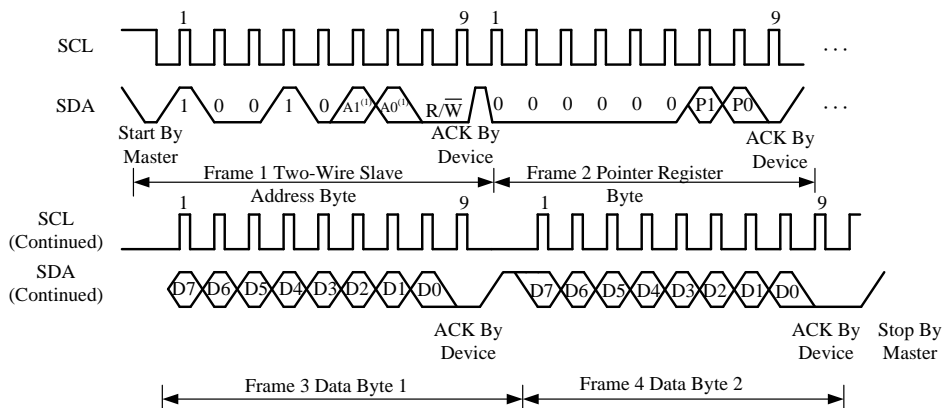 1 9 1 9
SCL ...
SDA 1 0 0 1 0 A1(1) A0(1) R/W 0 0 0 0 0 0 P1 P0 ...
Start By Master
ACK By Device
ACK By Device
Frame 1 Two-Wire Slave Address Byte
Frame 2 Pointer Register Byte
1 9 1 9
SCL (Continued)
SDA (Continued)
D7 D6 D5 D4 D3 D2 D1 D0 D7 D6 D5 D4 D3 D2 D1 D0
ACK By Device
ACK By Device
Stop By Master
Frame 3 Data Byte 1
Frame 4 Data Byte 2